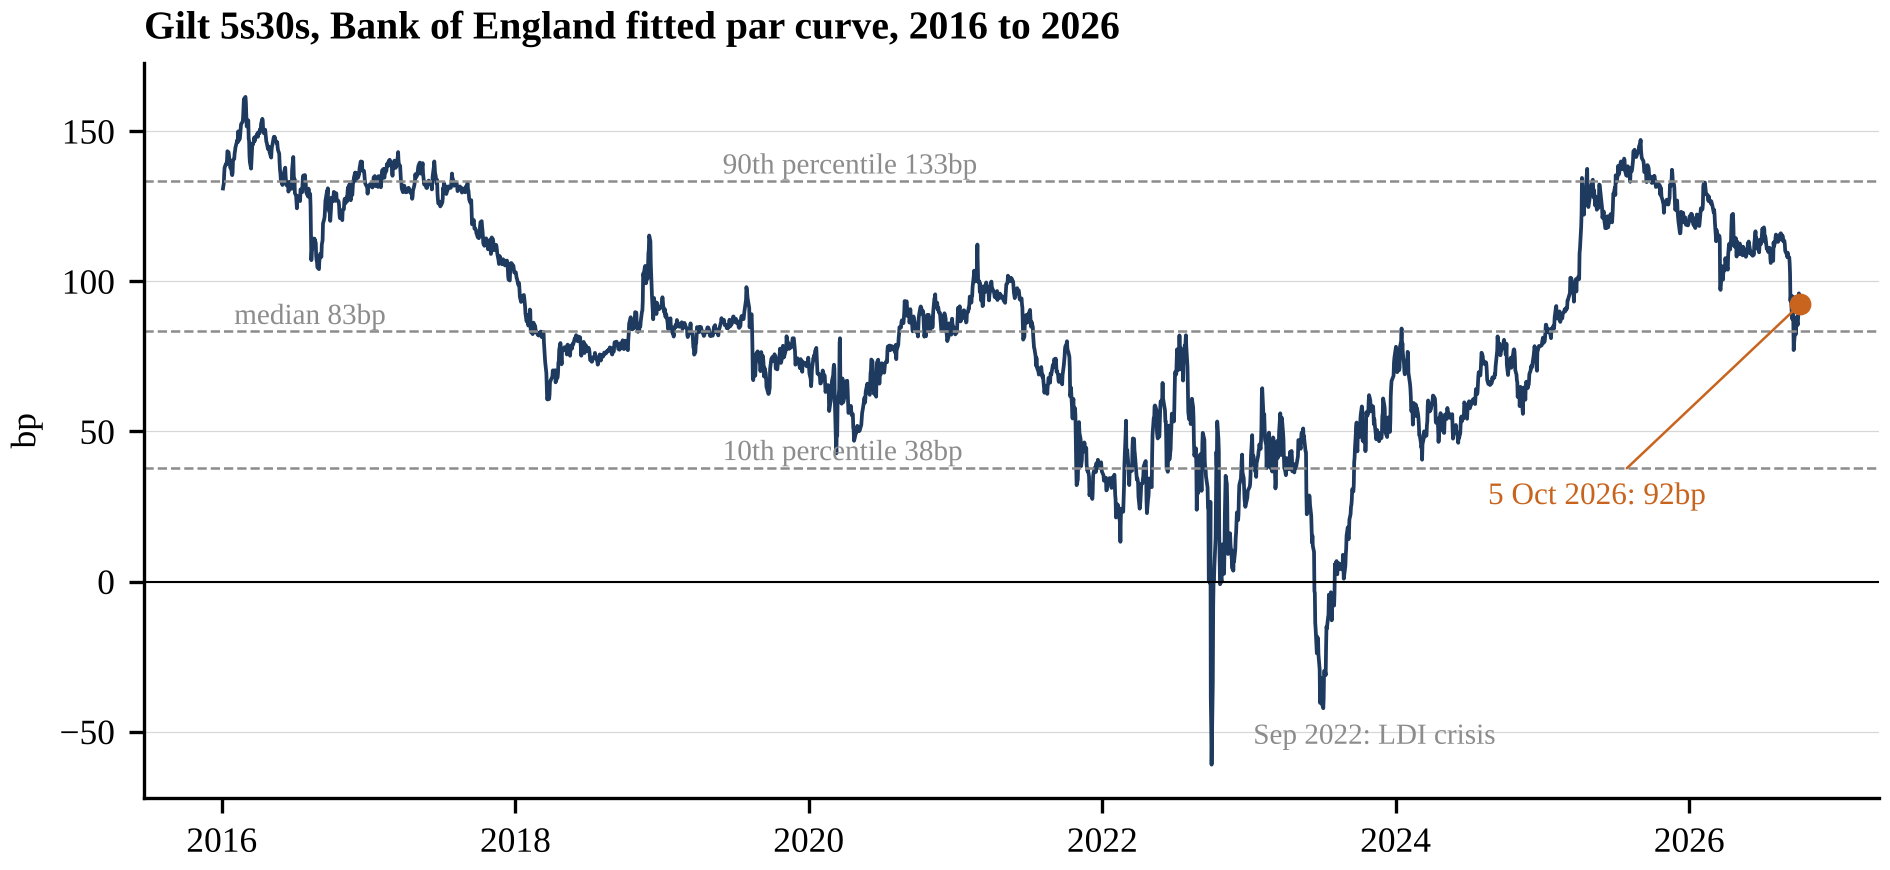 Gilt 5s30s, Bank of England fitted par curve, 2016 to 2026
bp
150
100
50
0
−50
90th percentile 133bp
median 83bp
10th percentile 38bp
5 Oct 2026: 92bp
Sep 2022: LDI crisis
2016
2018
2020
2022
2024
2026